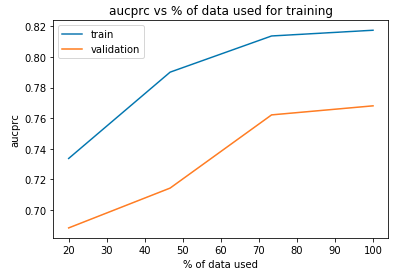 aucprc vs % of data used for training
train
validation
aucprc
0.82
0.80
0.78
0.76
0.74
0.72
0.70
20 30 40 50 60 70 80 90 100
% of data used